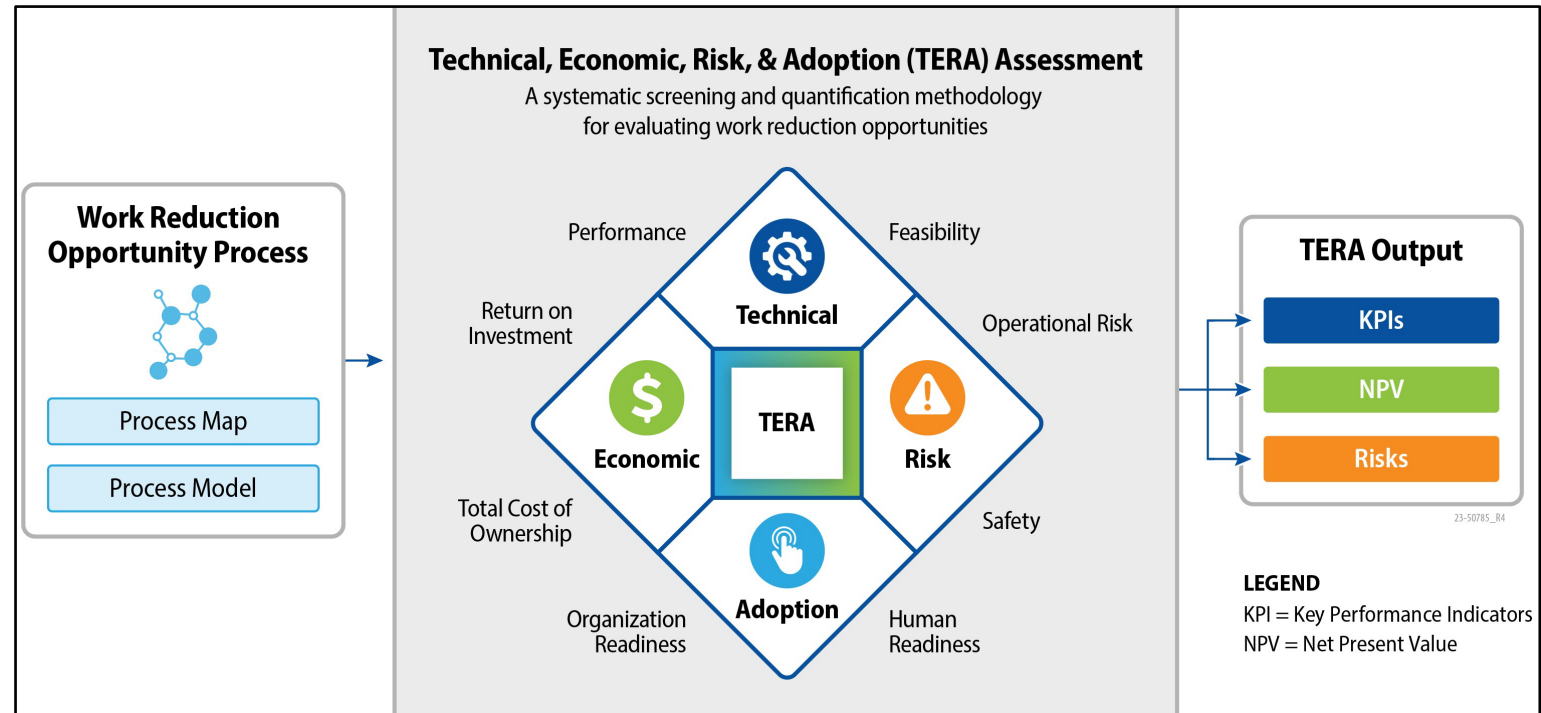 Technical, Economic, Risk, & Adoption (TERA) Assessment
A systematic screening and quantification methodology
for evaluating work reduction opportunities
Work Reduction
Opportunity Process
Process Map
Process Model
Performance
Feasibility
Return on
Investment
Operational Risk
Technical
Economic
TERA
Risk
Total Cost of
Ownership
Safety
Adoption
Organization
Readiness
Human
Readiness
TERA Output
KPIs
NPV
Risks
23-50785_R4
LEGEND
KPI = Key Performance Indicators
NPV = Net Present Value